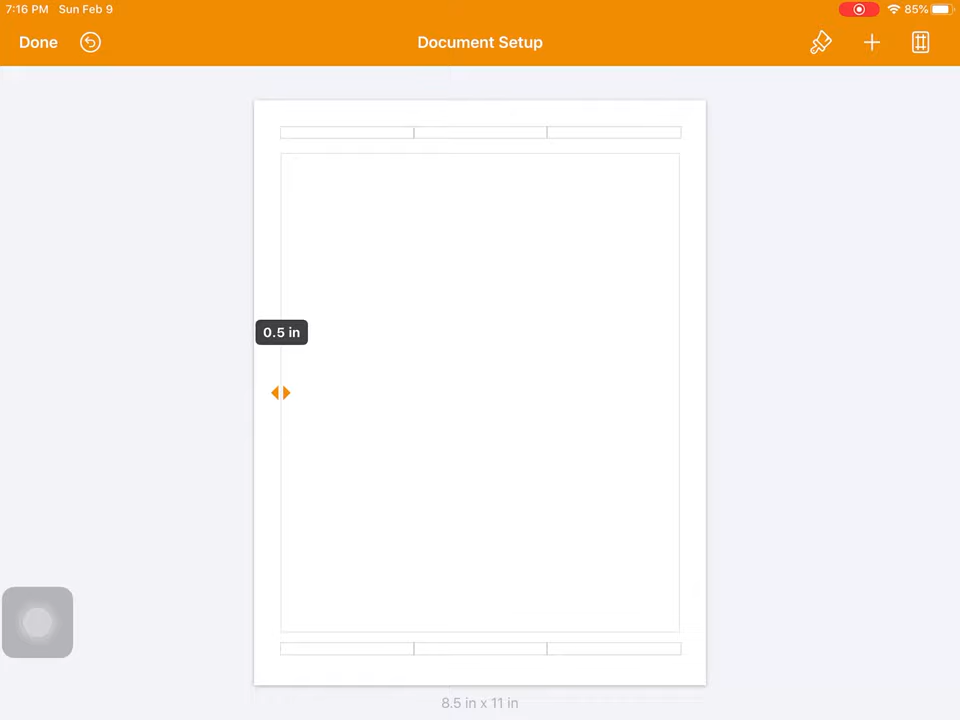 7:16 PM Sun Feb 9 85%
Done Document Setup
0.5 in
8.5 in x 11 in